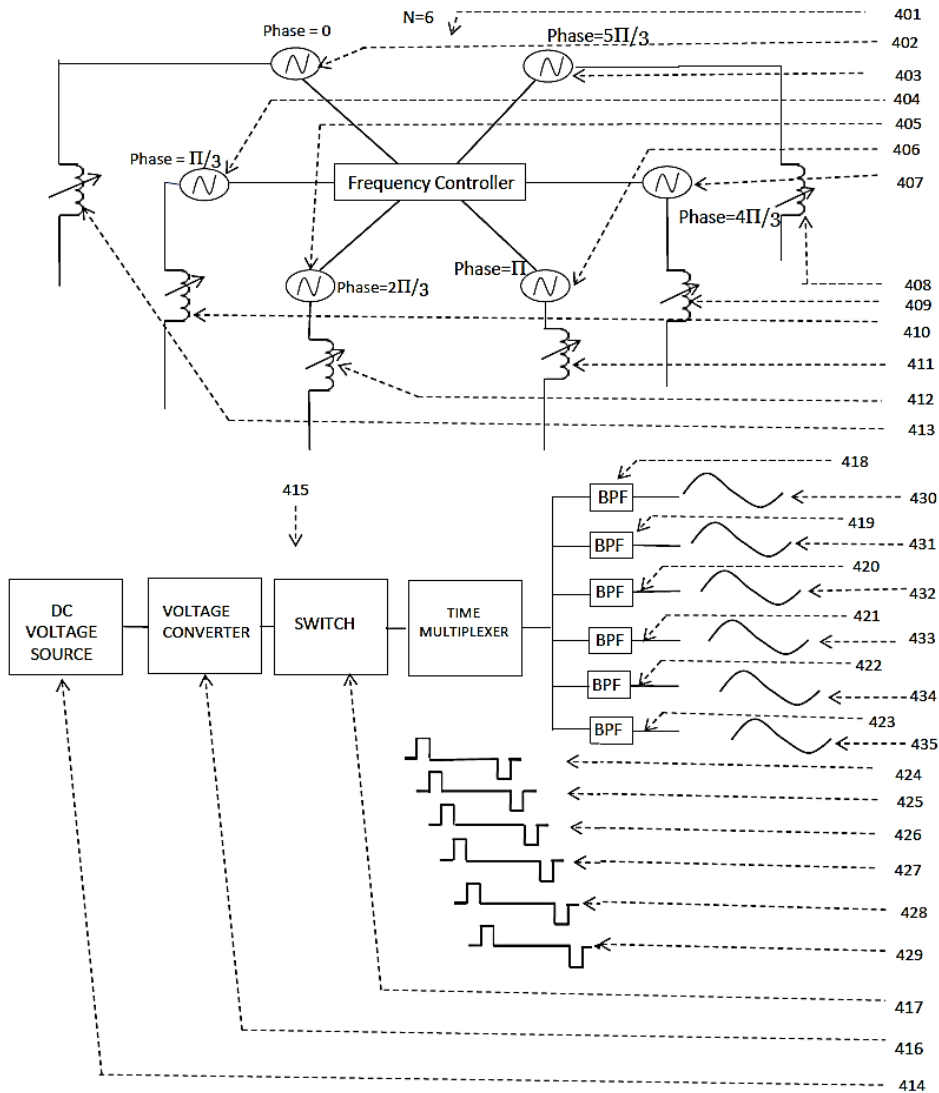 N=6
401
Phase = 0
402
Phase=5Π/3
403
404
405
406
407
Phase = Π/3
Frequency Controller
Phase=4Π/3
Phase=2Π/3
Phase=Π
408
409
410
411
412
413
415
418
BPF
430
419
BPF
431
420
BPF
432
421
BPF
433
422
BPF
434
423
BPF
435
DC
VOLTAGE
SOURCE
VOLTAGE
CONVERTER
SWITCH
TIME
MULTIPLEXER
424
425
426
427
428
429
417
416
414